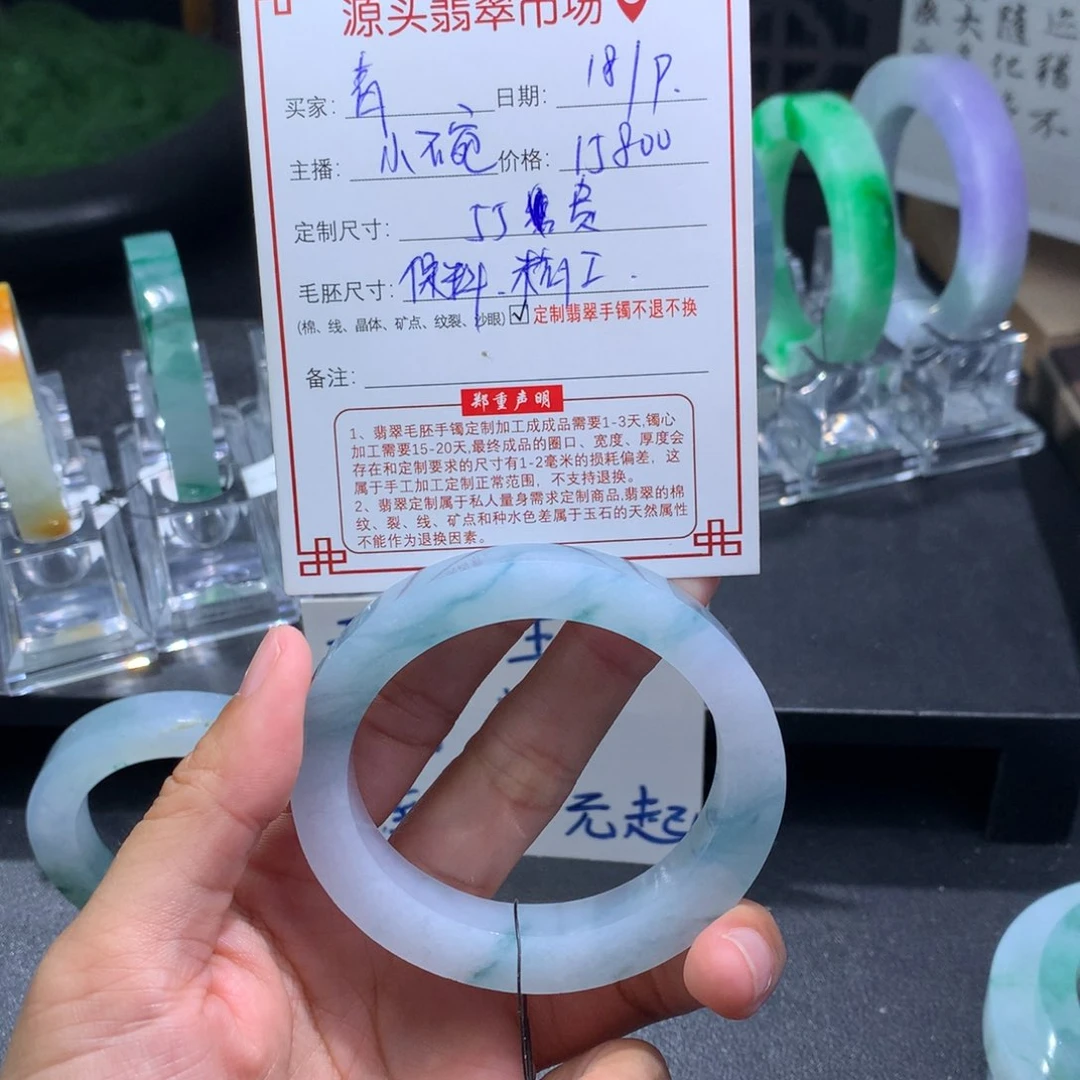 源头翡翠市场
买家: 青 日期: 18/P.
主播: 小石 价格: 15800
定制尺寸: 55 贵
毛胚尺寸: 保料.精工.
(棉、线、晶体、矿点、纹裂、沙眼) ☑ 定制翡翠手镯不退不换
备注:
郑重声明
1、翡翠毛胚手镯定制加工成成品需要1-3天,镯心
加工需要15-20天,最终成品的圈口、宽度、厚度会
存在和定制要求的尺寸有1-2毫米的损耗偏差, 这
属于手工加工定制正常范围, 不支持退换。
2、翡翠定制属于私人量身需求定制商品,翡翠的棉
纹、裂、线、矿点和种水色差属于玉石的天然属性
不能作为退换因素。
元起
大 隨
化
不